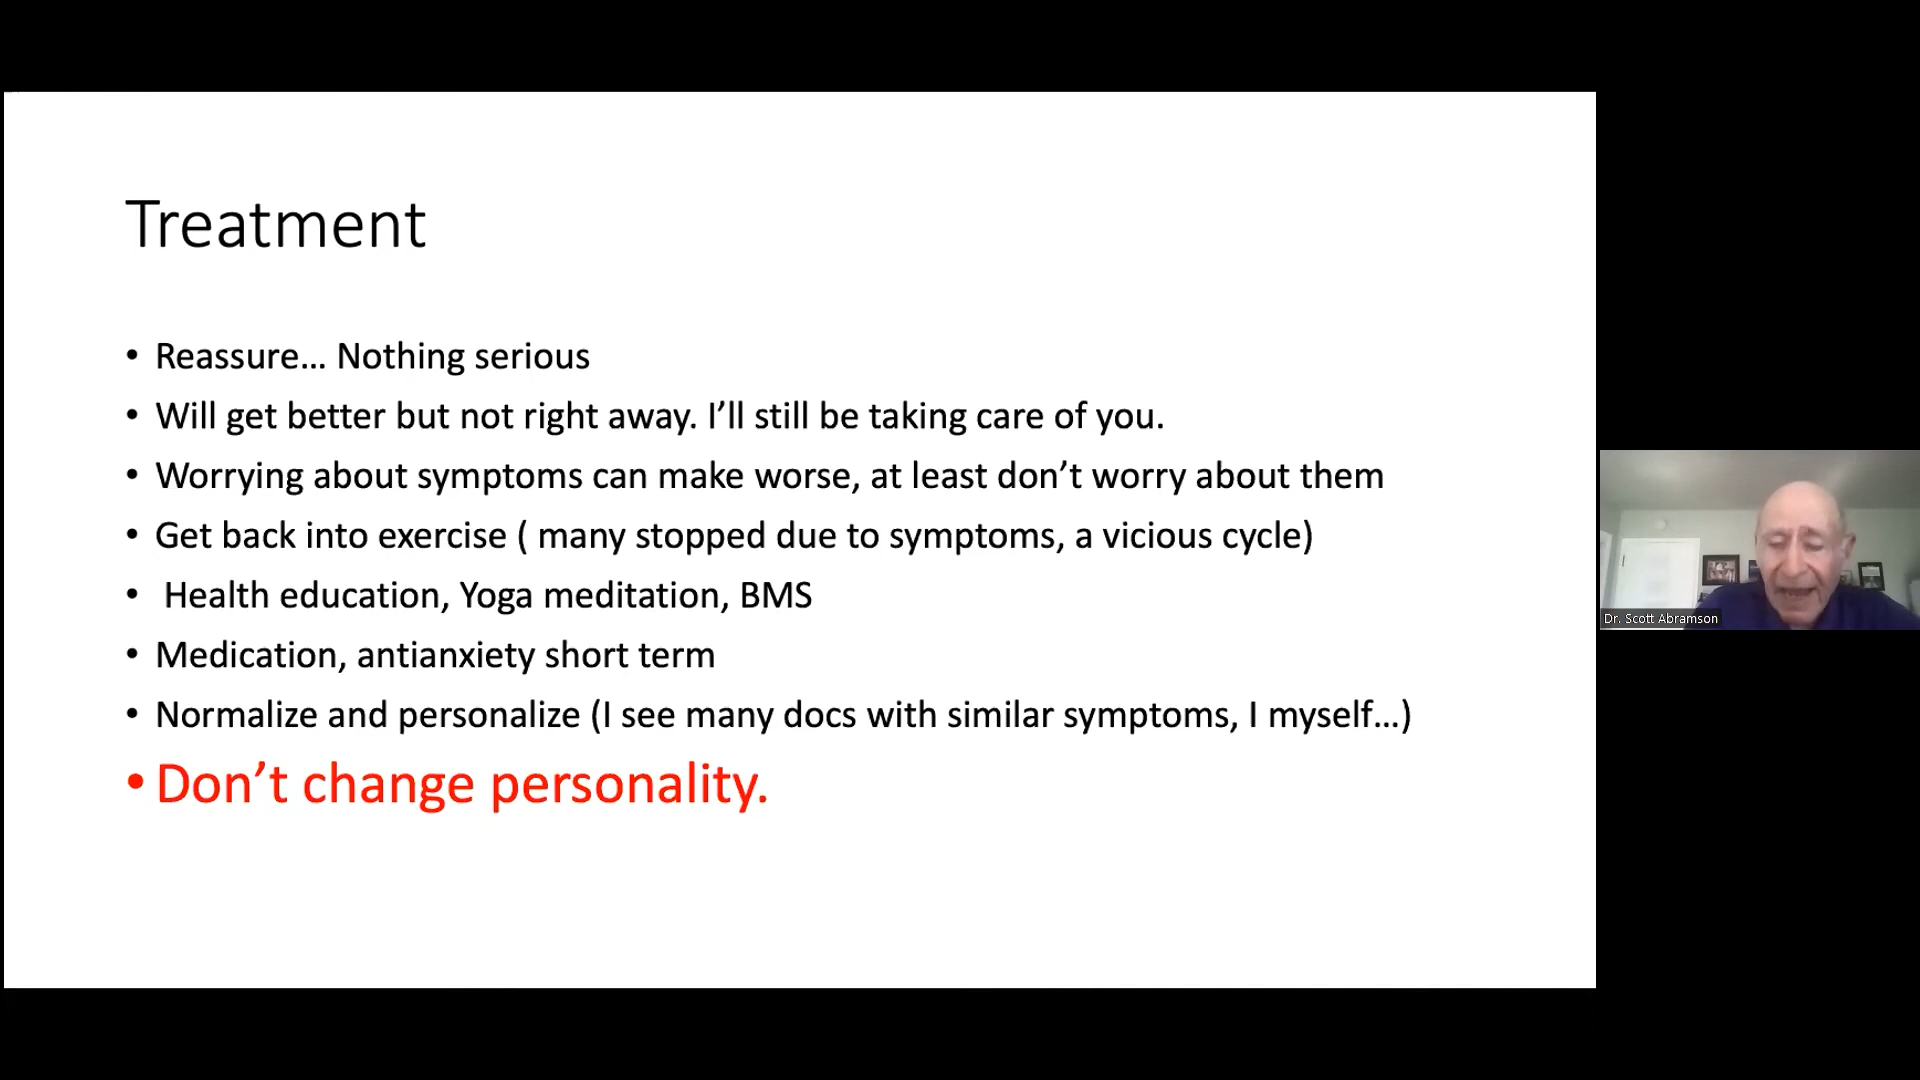 Treatment
• Reassure… Nothing serious
• Will get better but not right away. I’ll still be taking care of you.
• Worrying about symptoms can make worse, at least don’t worry about them
• Get back into exercise ( many stopped due to symptoms, a vicious cycle)
• Health education, Yoga meditation, BMS
• Medication, antianxiety short term
• Normalize and personalize (I see many docs with similar symptoms, I myself…)
• Don’t change personality.
Dr. Scott Abramson